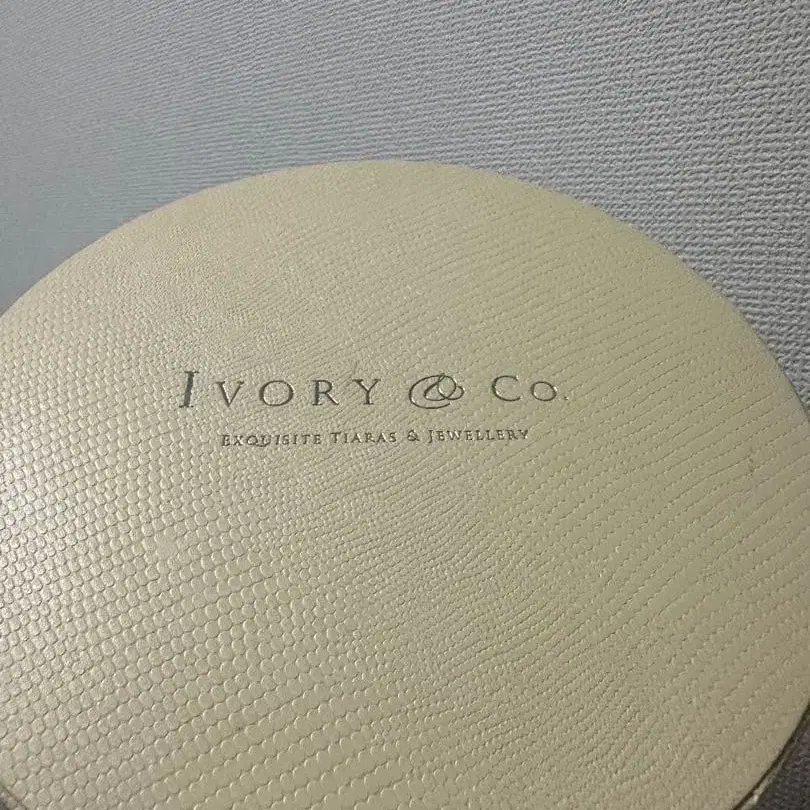 IVORY & CO.
EXQUISITE TIARAS & JEWELLERY